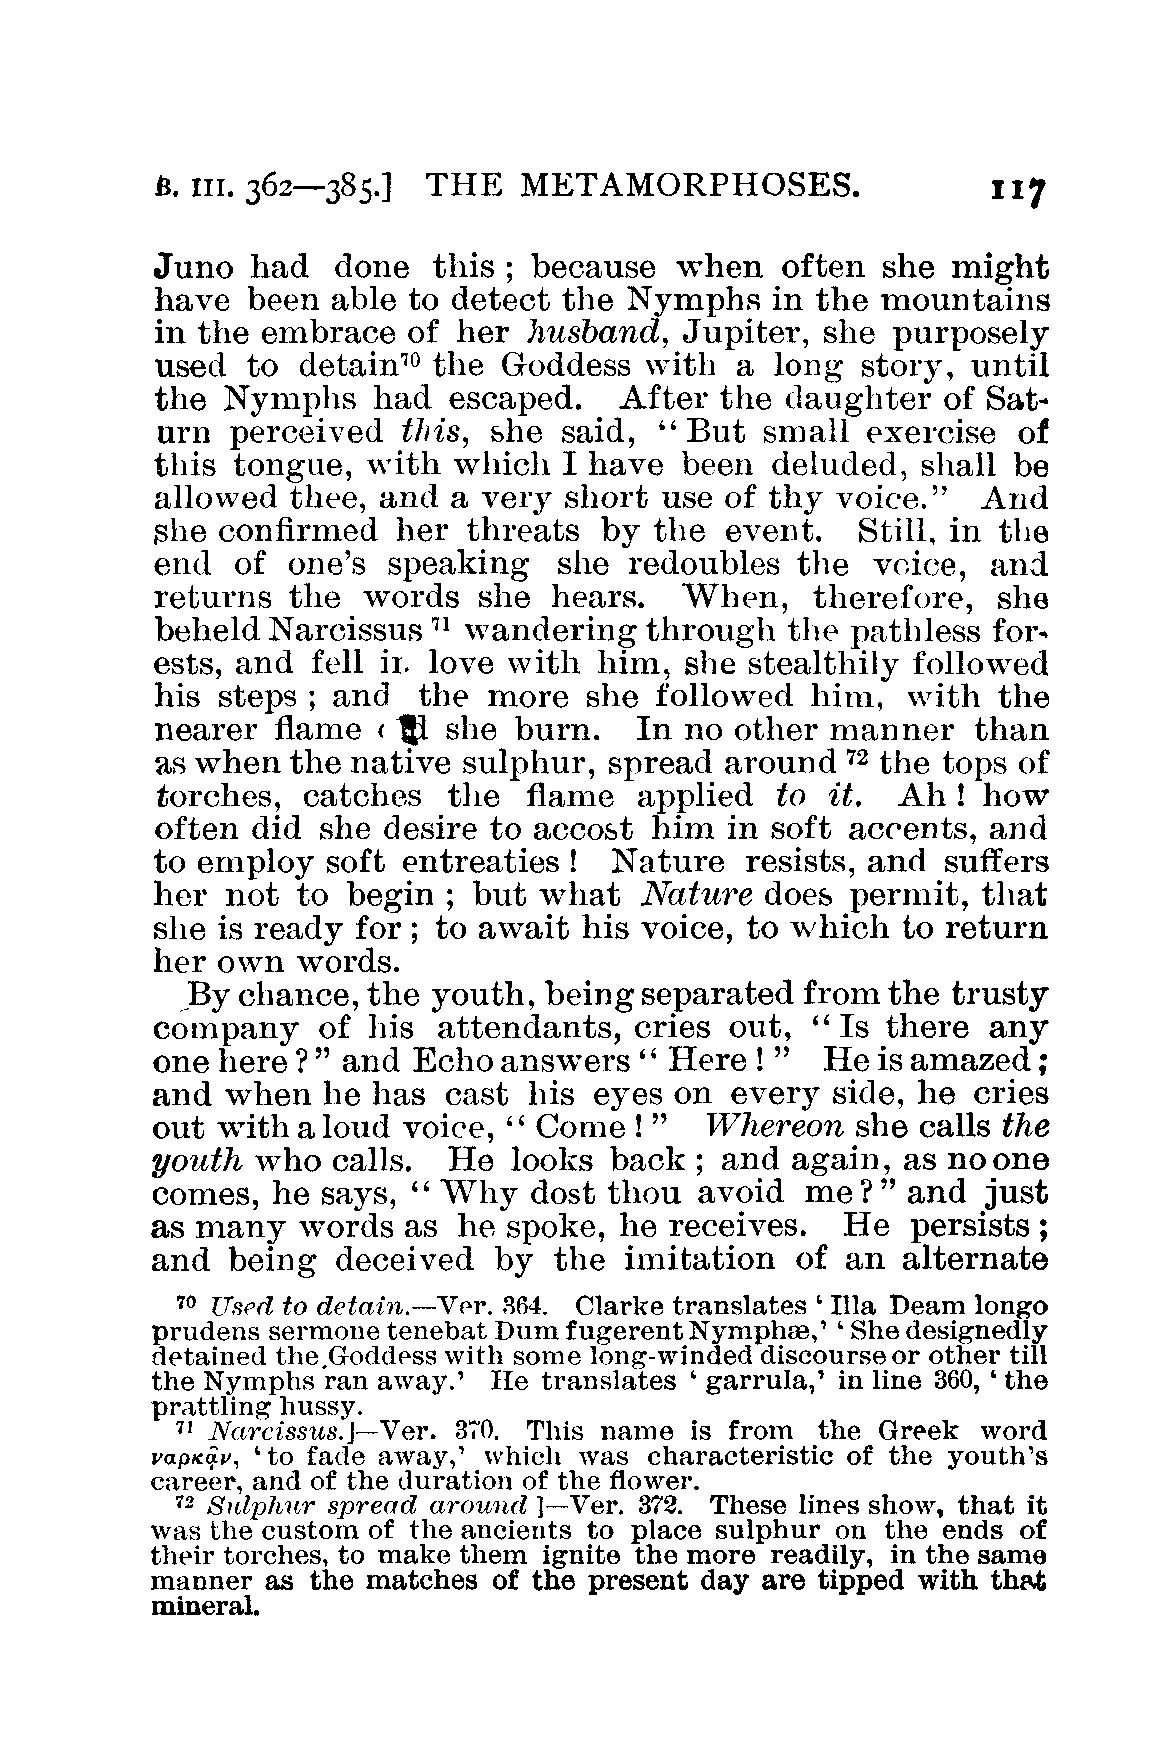 B. III. 362—385.] THE METAMORPHOSES. 117
Juno had done this ; because when often she might
have been able to detect the Nymphs in the mountains
in the embrace of her husband, Jupiter, she purposely
used to detain⁷⁰ the Goddess with a long story, until
the Nymphs had escaped. After the daughter of Sat-
urn perceived this, she said, “ But small exercise of
this tongue, with which I have been deluded, shall be
allowed thee, and a very short use of thy voice.” And
she confirmed her threats by the event. Still, in the
end of one’s speaking she redoubles the voice, and
returns the words she hears. When, therefore, she
beheld Narcissus ⁷¹ wandering through the pathless for-
ests, and fell in love with him, she stealthily followed
his steps ; and the more she followed him, with the
nearer flame she burn. In no other manner than
as when the native sulphur, spread around ⁷² the tops of
torches, catches the flame applied to it. Ah ! how
often did she desire to accost him in soft accents, and
to employ soft entreaties ! Nature resists, and suffers
her not to begin ; but what Nature does permit, that
she is ready for ; to await his voice, to which to return
her own words.
By chance, the youth, being separated from the trusty
company of his attendants, cries out, “ Is there any
one here ? ” and Echo answers “ Here ! ” He is amazed ;
and when he has cast his eyes on every side, he cries
out with a loud voice, “ Come ! ” Whereon she calls the
youth who calls. He looks back ; and again, as no one
comes, he says, “ Why dost thou avoid me ? ” and just
as many words as he spoke, he receives. He persists ;
and being deceived by the imitation of an alternate
⁷⁰ Used to detain.—Ver. 364. Clarke translates ‘ Illa Deam longo
prudens sermone tenebat Dum fugerent Nymphæ,’ ‘ She designedly
detained the Goddess with some long-winded discourse or other till
the Nymphs ran away.’ He translates ‘ garrula,’ in line 360, ‘ the
prattling hussy.
⁷¹ Narcissus.]—Ver. 370. This name is from the Greek word
ναρκᾷν, ‘ to fade away,’ which was characteristic of the youth’s
career, and of the duration of the flower.
⁷² Sulphur spread around ]—Ver. 372. These lines show, that it
was the custom of the ancients to place sulphur on the ends of
their torches, to make them ignite the more readily, in the same
manner as the matches of the present day are tipped with that
mineral.